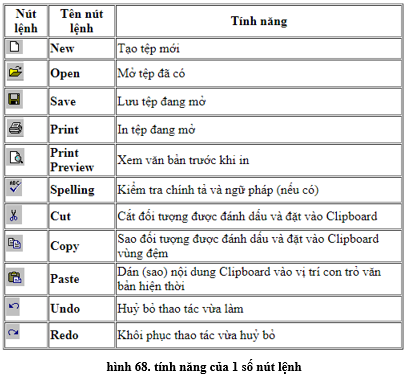 Nút lệnh Tên nút lệnh Tính năng
New Tạo tệp mới
Open Mở tệp đã có
Save Lưu tệp đang mở
Print In tệp đang mở
Print Preview Xem văn bản trước khi in
ABC Spelling Kiểm tra chính tả và ngữ pháp (nếu có)
Cut Cắt đối tượng được đánh dấu và đặt vào Clipboard
Copy Sao đối tượng được đánh dấu và đặt vào Clipboard
vùng đệm
Paste Dán (sao) nội dung Clipboard vào vị trí con trỏ văn
bản hiện thời
Undo Huỷ bỏ thao tác vừa làm
Redo Khôi phục thao tác vừa huỷ bỏ
hình 68. tính năng của 1 số nút lệnh